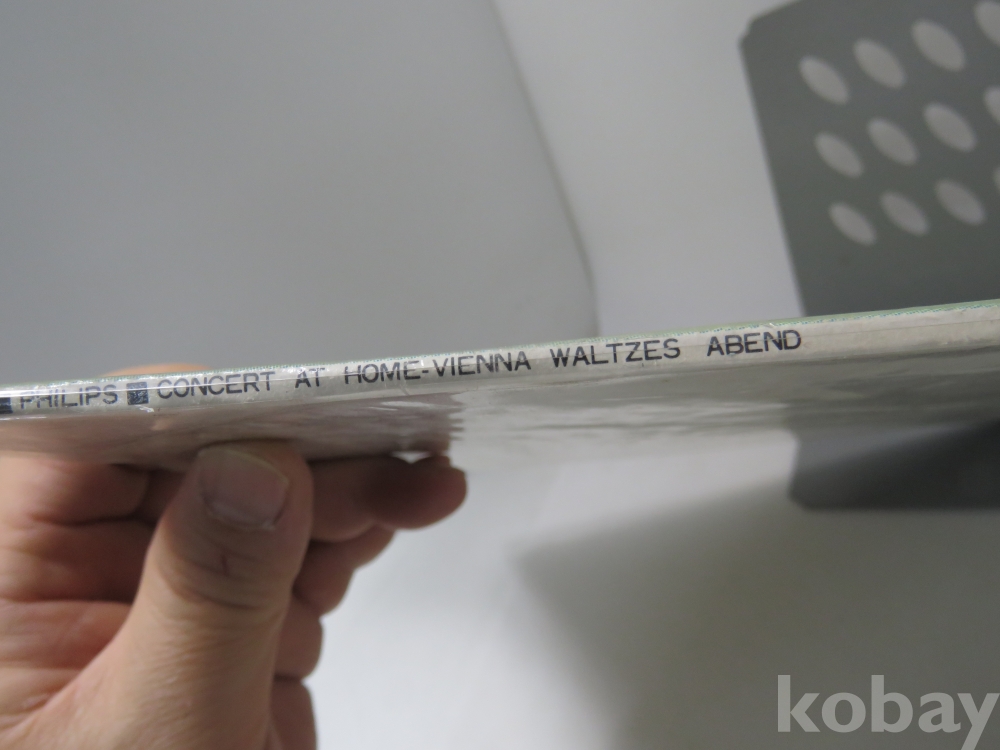 PHILIPS CONCERT AT HOME-VIENNA WALTZES ABEND
kobay